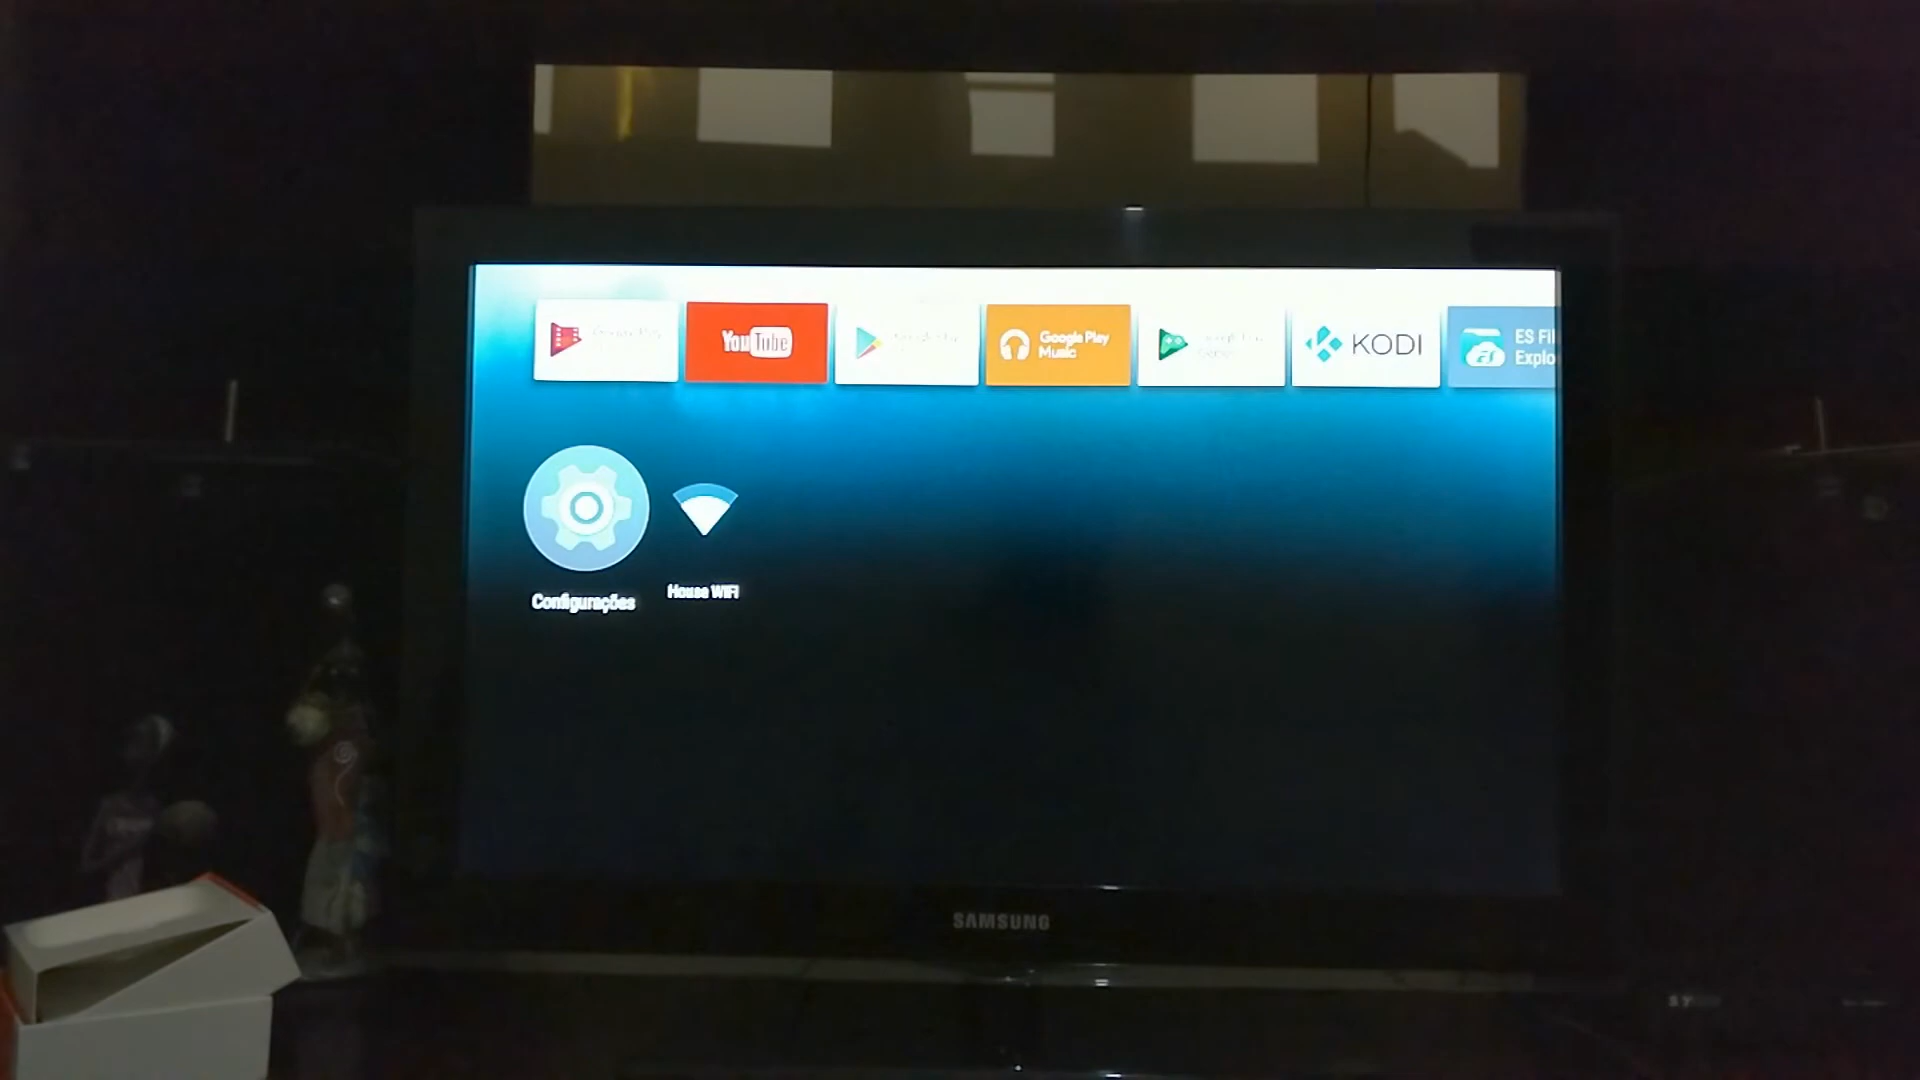 YouTube
Google Play
Music
KODI
ES Fil
Explo
Configurações
House WiFi
SAMSUNG